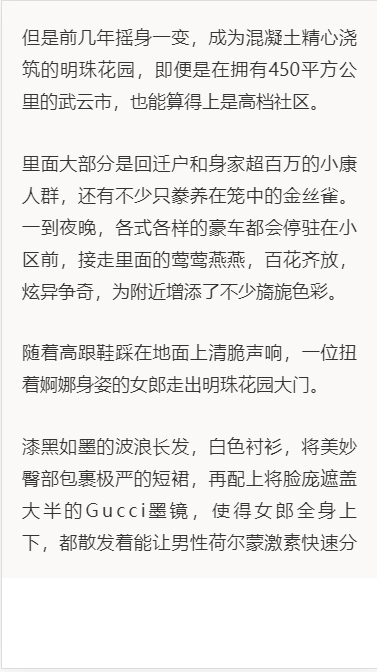 但是前几年摇身一变，成为混凝土精心浇
筑的明珠花园，即便是在拥有450平方公
里的武云市，也能算得上是高档社区。
里面大部分是回迁户和身家超百万的小康
人群，还有不少只豢养在笼中的金丝雀。
一到夜晚，各式各样的豪车都会停驻在小
区前，接走里面的莺莺燕燕，百花齐放，
炫异争奇，为附近增添了不少旖旎色彩。
随着高跟鞋踩在地面上清脆声响，一位扭
着婀娜身姿的女郎走出明珠花园大门。
漆黑如墨的波浪长发，白色衬衫，将美妙
臀部包裹极严的短裙，再配上将脸庞遮盖
大半的Gucci墨镜，使得女郎全身上
下，都散发着能让男性荷尔蒙激素快速分